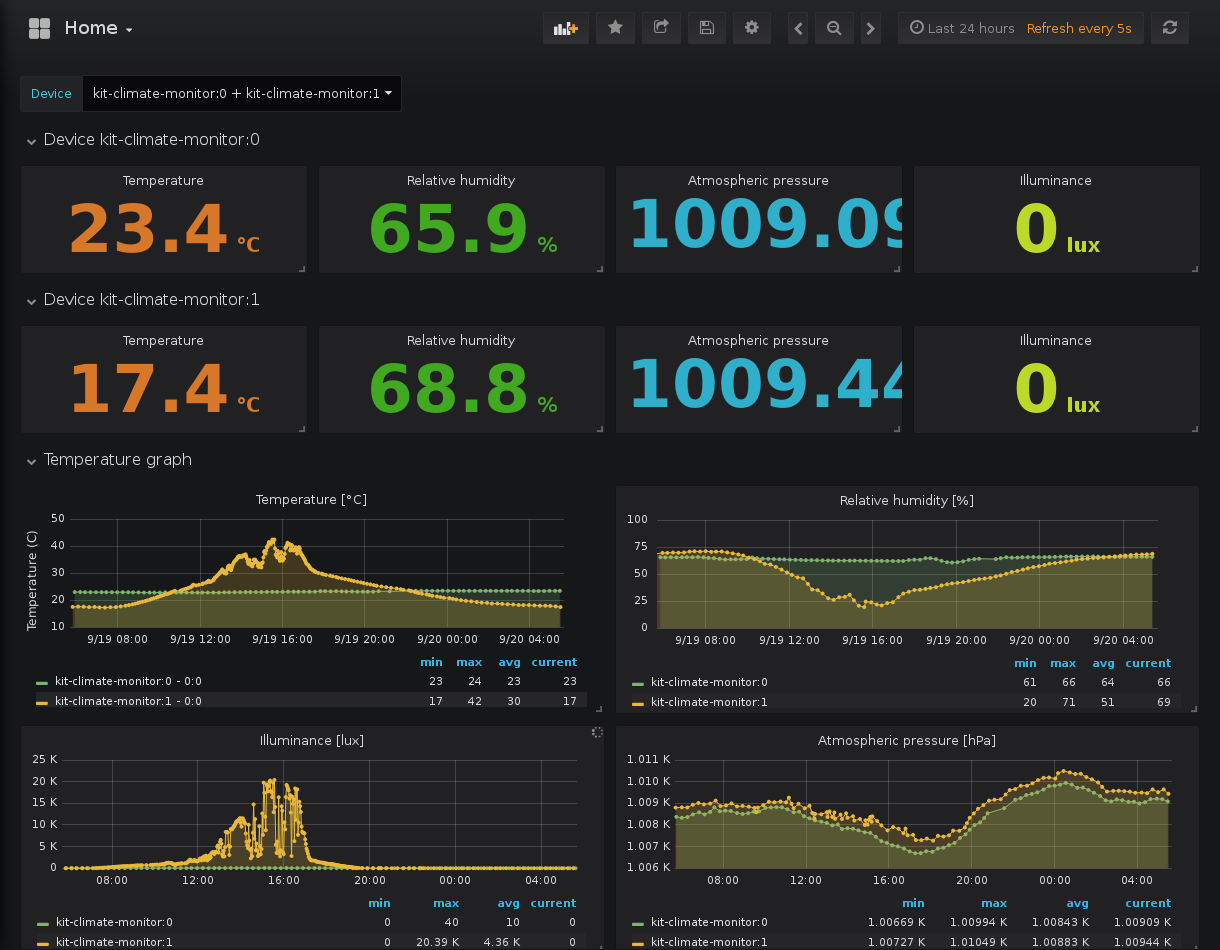 Home
Last 24 hours Refresh every 5s
Device kit-climate-monitor:0 + kit-climate-monitor:1
Device kit-climate-monitor:0
Temperature Relative humidity Atmospheric pressure Illuminance
23.4 °C 65.9 % 1009.09 0 lux
Device kit-climate-monitor:1
Temperature Relative humidity Atmospheric pressure Illuminance
17.4 °C 68.8 % 1009.44 0 lux
Temperature graph
Temperature [°C]
Temperature (C)
50
40
30
20
10
9/19 08:00 9/19 12:00 9/19 16:00 9/19 20:00 9/20 00:00 9/20 04:00
min max avg current
kit-climate-monitor:0 - 0:0 23 24 23 23
kit-climate-monitor:1 - 0:0 17 42 30 17
Relative humidity [%]
100
75
50
25
0
9/19 08:00 9/19 12:00 9/19 16:00 9/19 20:00 9/20 00:00 9/20 04:00
min max avg current
kit-climate-monitor:0 61 66 64 66
kit-climate-monitor:1 20 71 51 69
Illuminance [lux]
25 K
20 K
15 K
10 K
5 K
0
08:00 12:00 16:00 20:00 00:00 04:00
min max avg current
kit-climate-monitor:0 0 40 10 0
kit-climate-monitor:1 0 20.39 K 4.36 K 0
Atmospheric pressure [hPa]
1.011 K
1.010 K
1.009 K
1.008 K
1.007 K
1.006 K
08:00 12:00 16:00 20:00 00:00 04:00
min max avg current
kit-climate-monitor:0 1.00669 K 1.00994 K 1.00843 K 1.00909 K
kit-climate-monitor:1 1.00727 K 1.01049 K 1.00883 K 1.00944 K